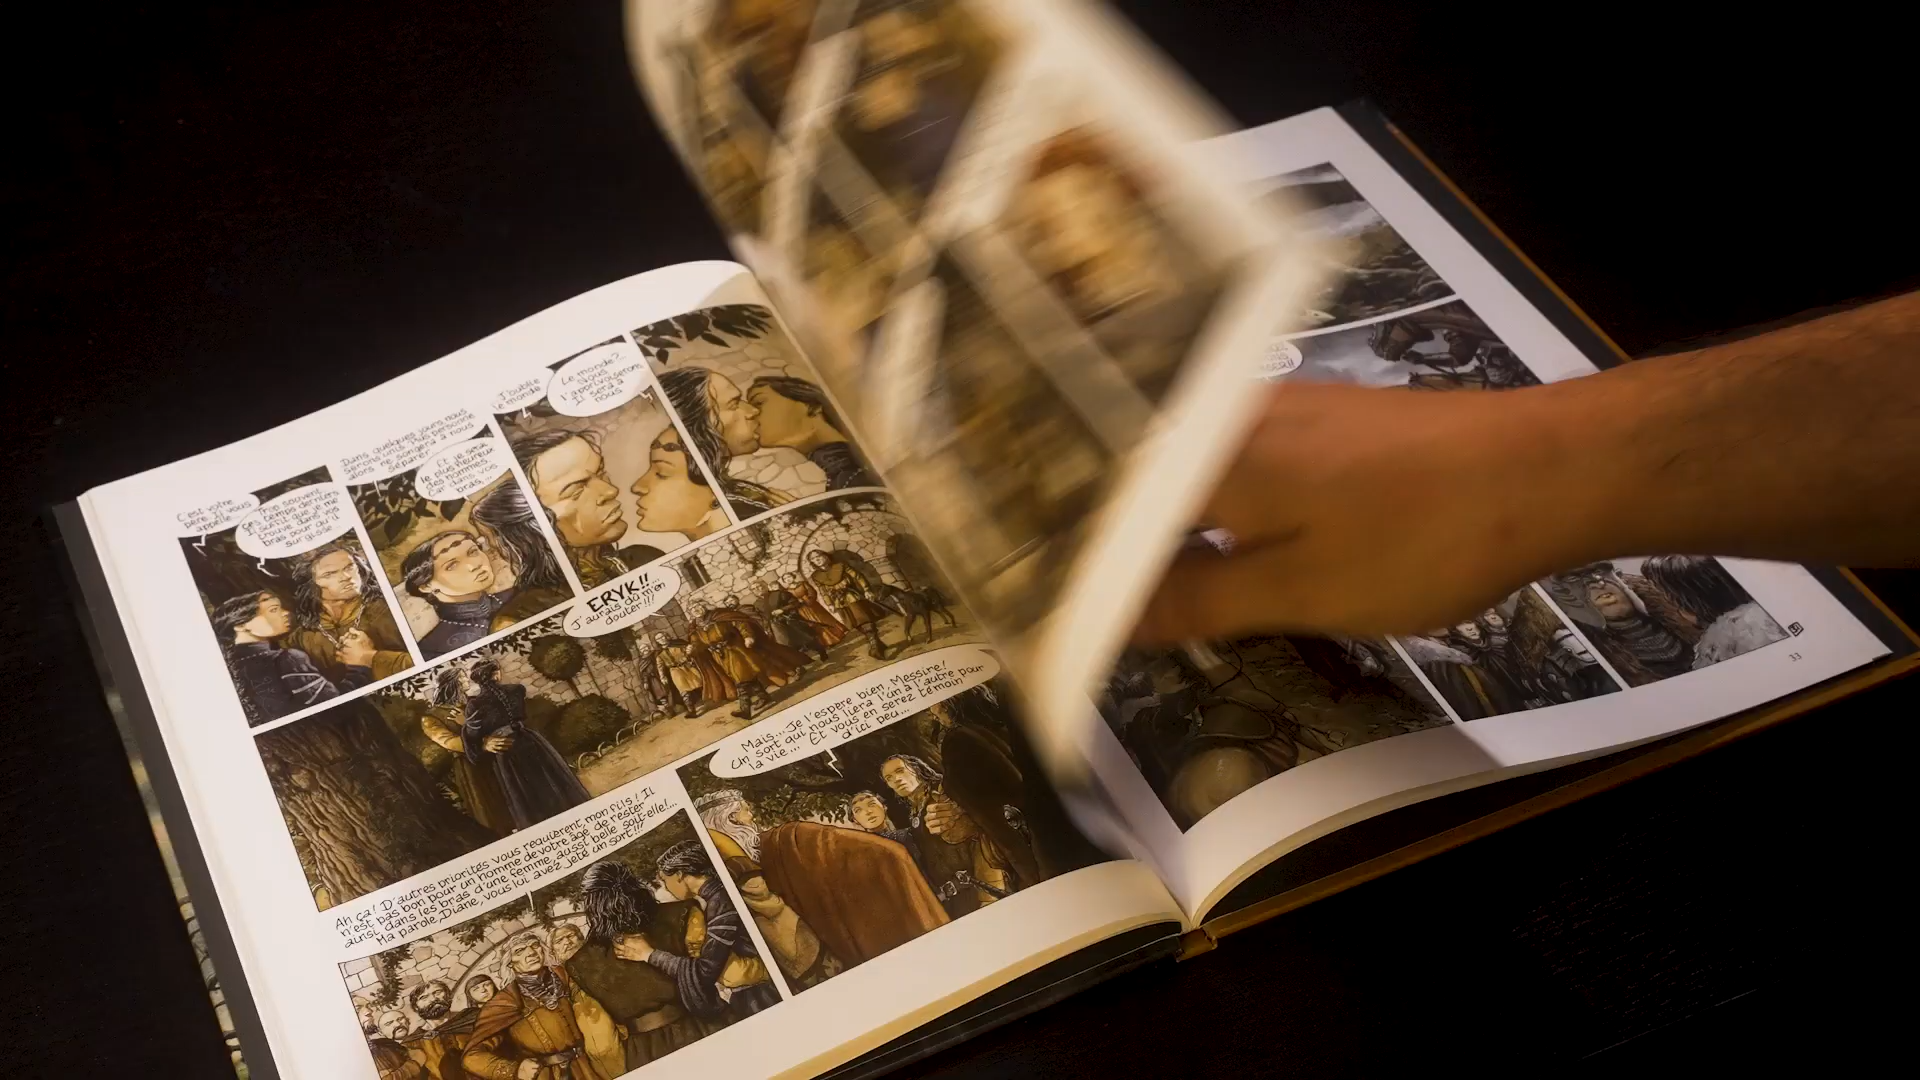 C'est votre
père. Il vous
appelle...
Trop souvent
ces temps derniers
Il suffit que je me
trouve dans vos
bras pour qu'il
surgisse...
Dans quelques jours nous
serons unis. Plus personne
alors ne songera à nous
séparer...
Et je serai
le plus heureux
des hommes.
Car dans vos
bras,...
J'oublie
le monde
Le monde?..
Nous
l'apprivoiserons
Il sera à
nous
ERYK!!...
J'aurais dû m'en
douter!!!
Mais... Je l'espère bien, Messire!
Un sort qui nous liera l'un à l'autre pour
la vie... Et vous en serez témoin
d'ici peu...
Ah ça! D'autres priorités vous requièrent, mon fils! Il
n'est pas bon pour un homme de votre âge de rester
ainsi dans les bras d'une femme, aussi belle soit-elle!...
Ma parole, Diane, vous lui avez jeté un sort!!!
33